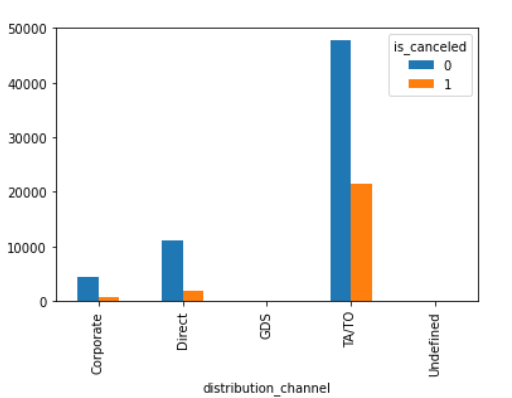 50000
40000
30000
20000
10000
0
is_canceled
0
1
Corporate
Direct
GDS
TA/TO
Undefined
distribution_channel